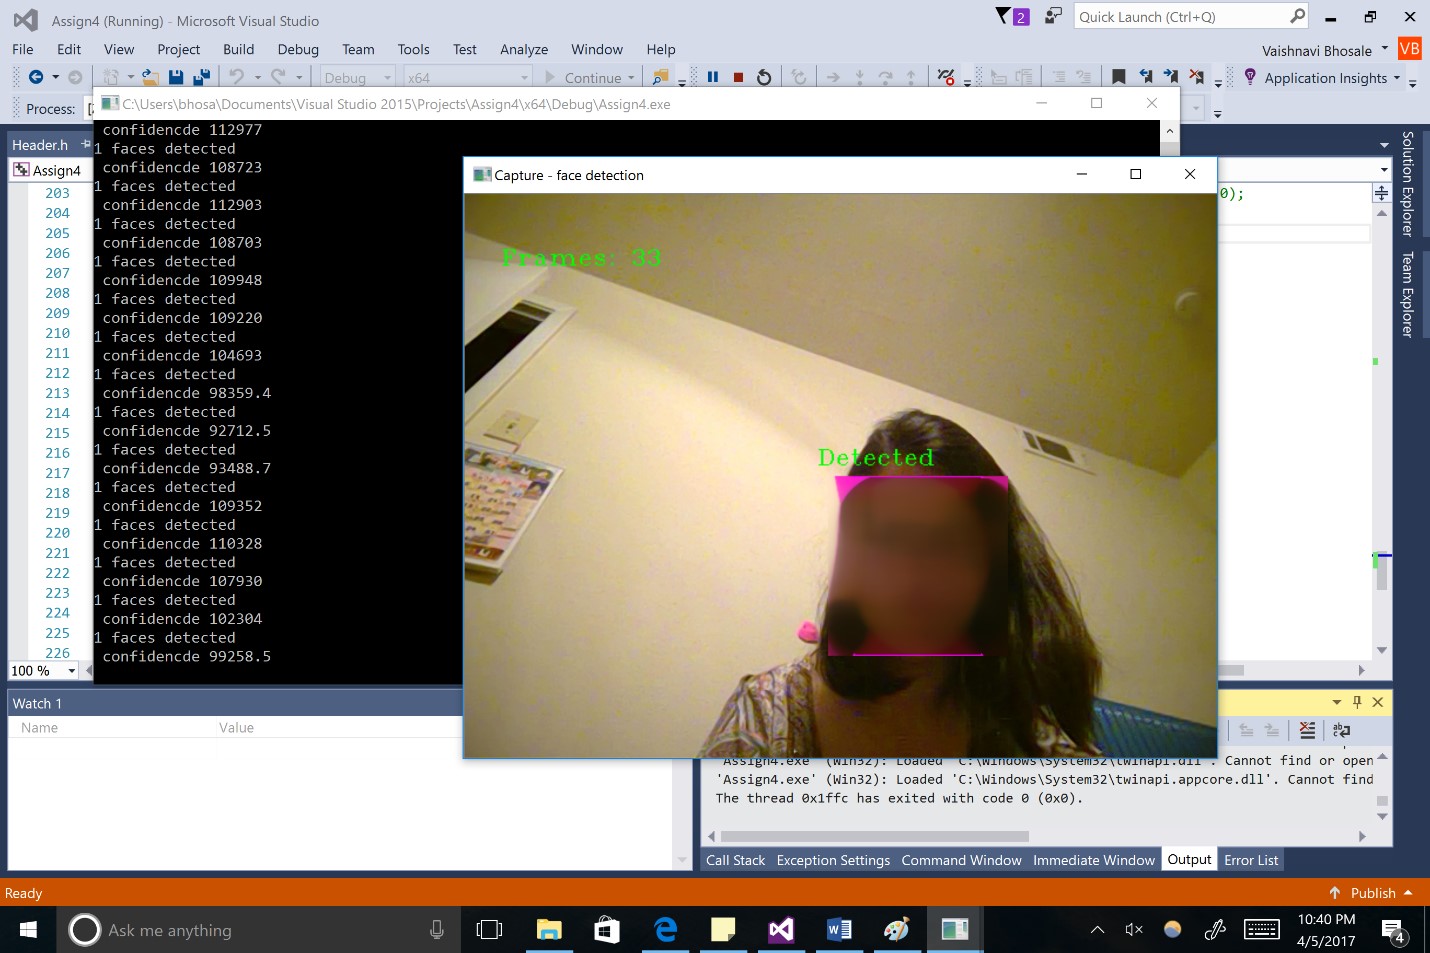 Assign4 (Running) - Microsoft Visual Studio
2
Quick Launch (Ctrl+Q)
File Edit View Project Build Debug Team Tools Test Analyze Window Help
Vaishnavi Bhosale VB
Debug x64 Continue
Application Insights
Process:
C:\Users\bhosa\Documents\Visual Studio 2015\Projects\Assign4\x64\Debug\Assign4.exe
confidencde 112977
1 faces detected
confidencde 108723
1 faces detected
confidencde 112903
1 faces detected
confidencde 108703
1 faces detected
confidencde 109948
1 faces detected
confidencde 109220
1 faces detected
confidencde 104693
1 faces detected
confidencde 98359.4
1 faces detected
confidencde 92712.5
1 faces detected
confidencde 93488.7
1 faces detected
confidencde 109352
1 faces detected
confidencde 110328
1 faces detected
confidencde 107930
1 faces detected
confidencde 102304
1 faces detected
confidencde 99258.5
Header.h
Assign4
203
204
205
206
207
208
209
210
211
212
213
214
215
216
217
218
219
220
221
222
223
224
225
226
100 %
Capture - face detection
Frames: 33
Detected
0);
Solution Explorer
Team Explorer
Watch 1
Name Value
'Assign4.exe' (Win32): Loaded 'C:\Windows\System32\twinapi.dll'. Cannot find or open
'Assign4.exe' (Win32): Loaded 'C:\Windows\System32\twinapi.appcore.dll'. Cannot find
The thread 0x1ffc has exited with code 0 (0x0).
Call Stack Exception Settings Command Window Immediate Window Output Error List
Ready
Publish
Ask me anything
10:40 PM
4/5/2017
4